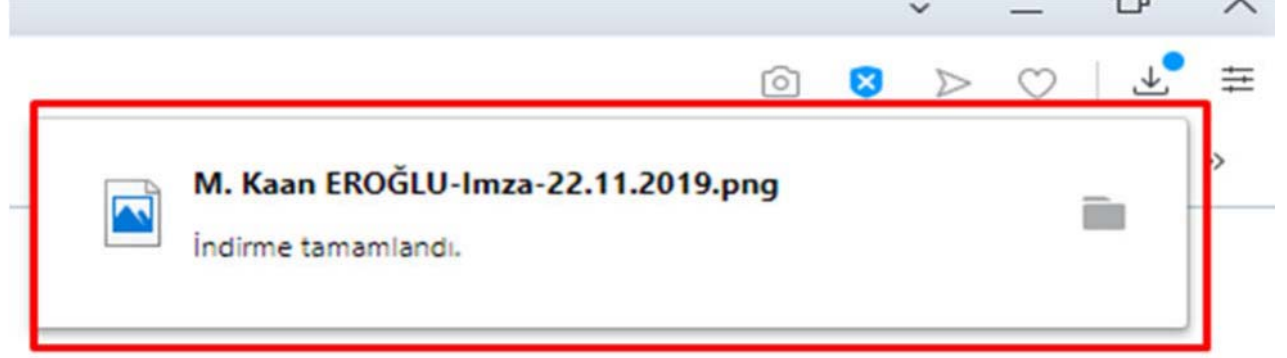 M. Kaan EROĞLU-Imza-22.11.2019.png
İndirme tamamlandı.